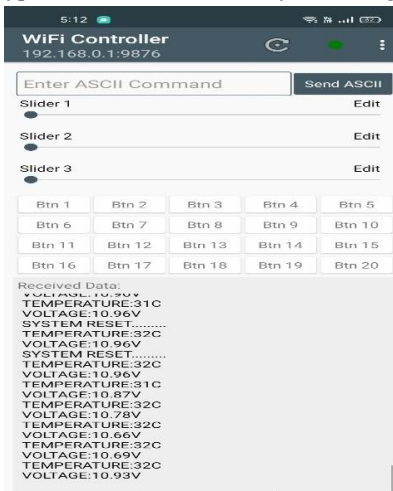 5:12
WiFi Controller
192.168.0.1:9876
Enter ASCII Command
Send ASCII
Slider 1 Edit
Slider 2 Edit
Slider 3 Edit
Btn 1 Btn 2 Btn 3 Btn 4 Btn 5
Btn 6 Btn 7 Btn 8 Btn 9 Btn 10
Btn 11 Btn 12 Btn 13 Btn 14 Btn 15
Btn 16 Btn 17 Btn 18 Btn 19 Btn 20
Received Data:
TEMPERATURE:31C
VOLTAGE:10.96V
SYSTEM RESET.........
TEMPERATURE:32C
VOLTAGE:10.96V
SYSTEM RESET.........
TEMPERATURE:32C
VOLTAGE:10.96V
TEMPERATURE:31C
VOLTAGE:10.87V
TEMPERATURE:32C
VOLTAGE:10.78V
TEMPERATURE:32C
VOLTAGE:10.66V
TEMPERATURE:32C
VOLTAGE:10.69V
TEMPERATURE:32C
VOLTAGE:10.93V